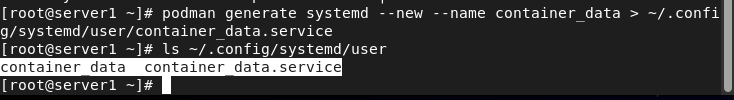 [root@server1 ~]# podman generate systemd --new --name container_data > ~/.confi
g/systemd/user/container_data.service
[root@server1 ~]# ls ~/.config/systemd/user
container_data  container_data.service
[root@server1 ~]#